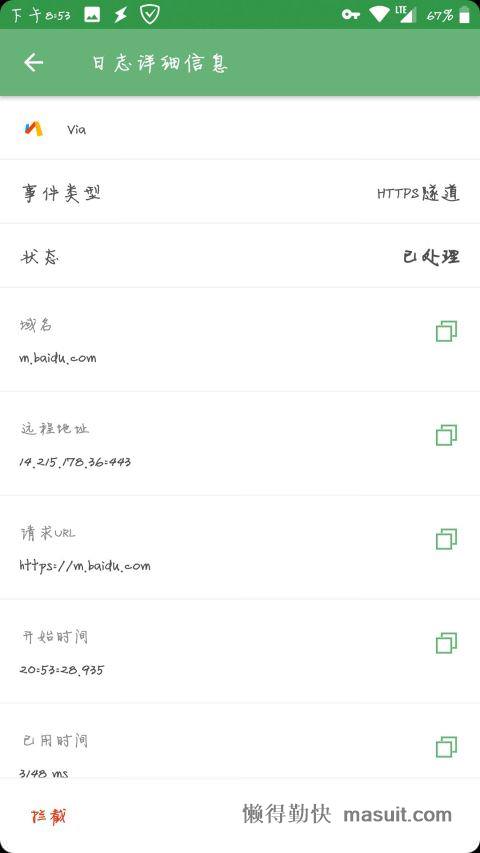 下午8:53
LTE
67%
日志详细信息
Via
事件类型
HTTPS隧道
状态
已处理
域名
m.baidu.com
远程地址
14.215.178.36:443
请求URL
https://m.baidu.com
开始时间
20:53:28.935
已用时间
3148 ms
拦截
懒得勤快 masuit.com